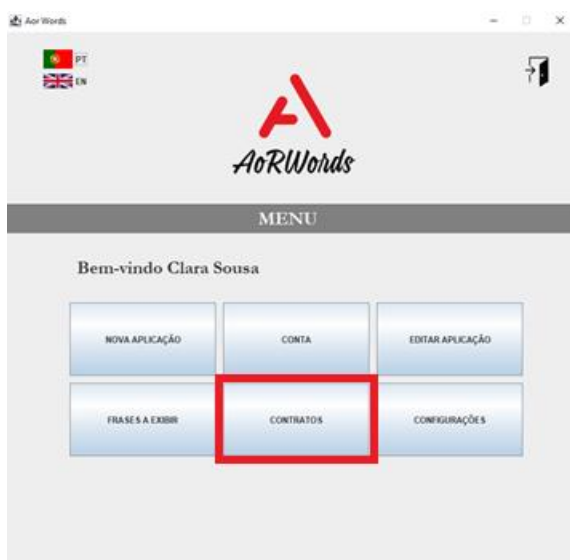 Aor Words
PT
EN
AoRWords
MENU
Bem-vindo Clara Sousa
NOVA APLICAÇÃO
CONTA
EDITAR APLICAÇÃO
FRASES A EXIBIR
CONTRATOS
CONFIGURAÇÕES